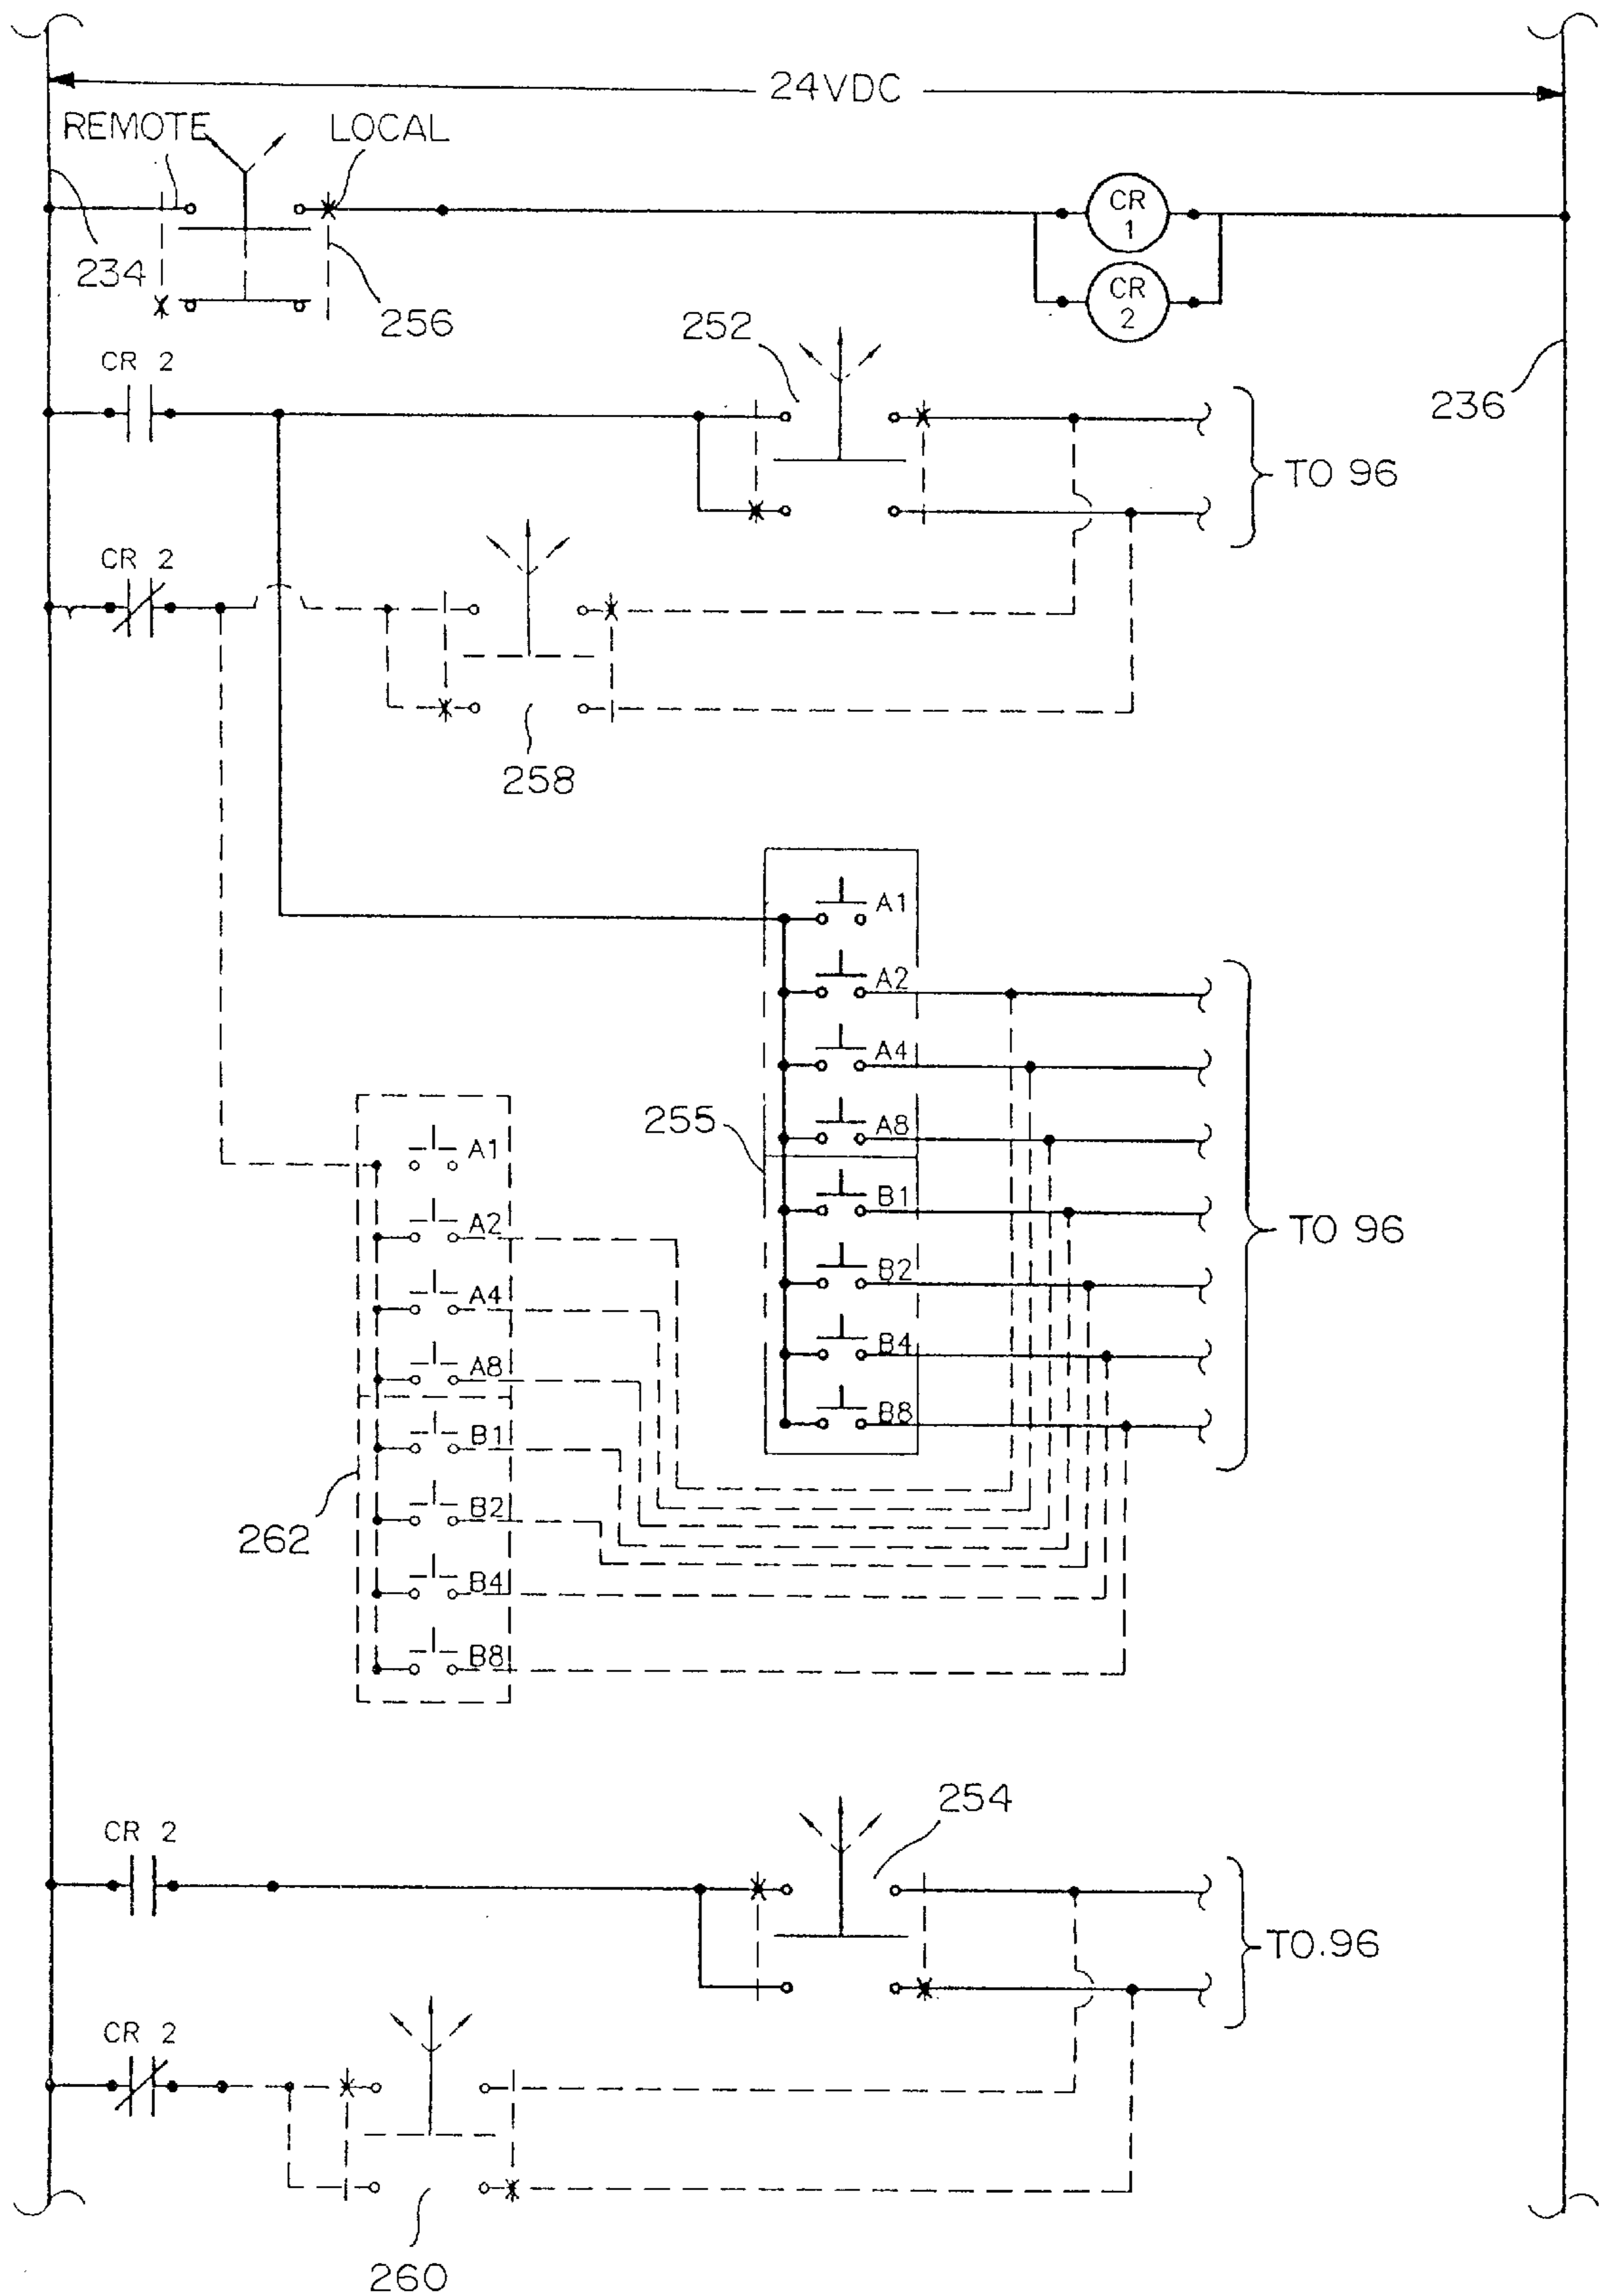 24VDC
REMOTE LOCAL
CR
1
234
CR
2
256
252
CR 2
236
TO 96
CR 2
258
A1
A2
A4
A8
255
B1
B2
B4
B8
TO 96
A1
A2
A4
A8
B1
B2
B4
B8
262
254
CR 2
TO.96
CR 2
260